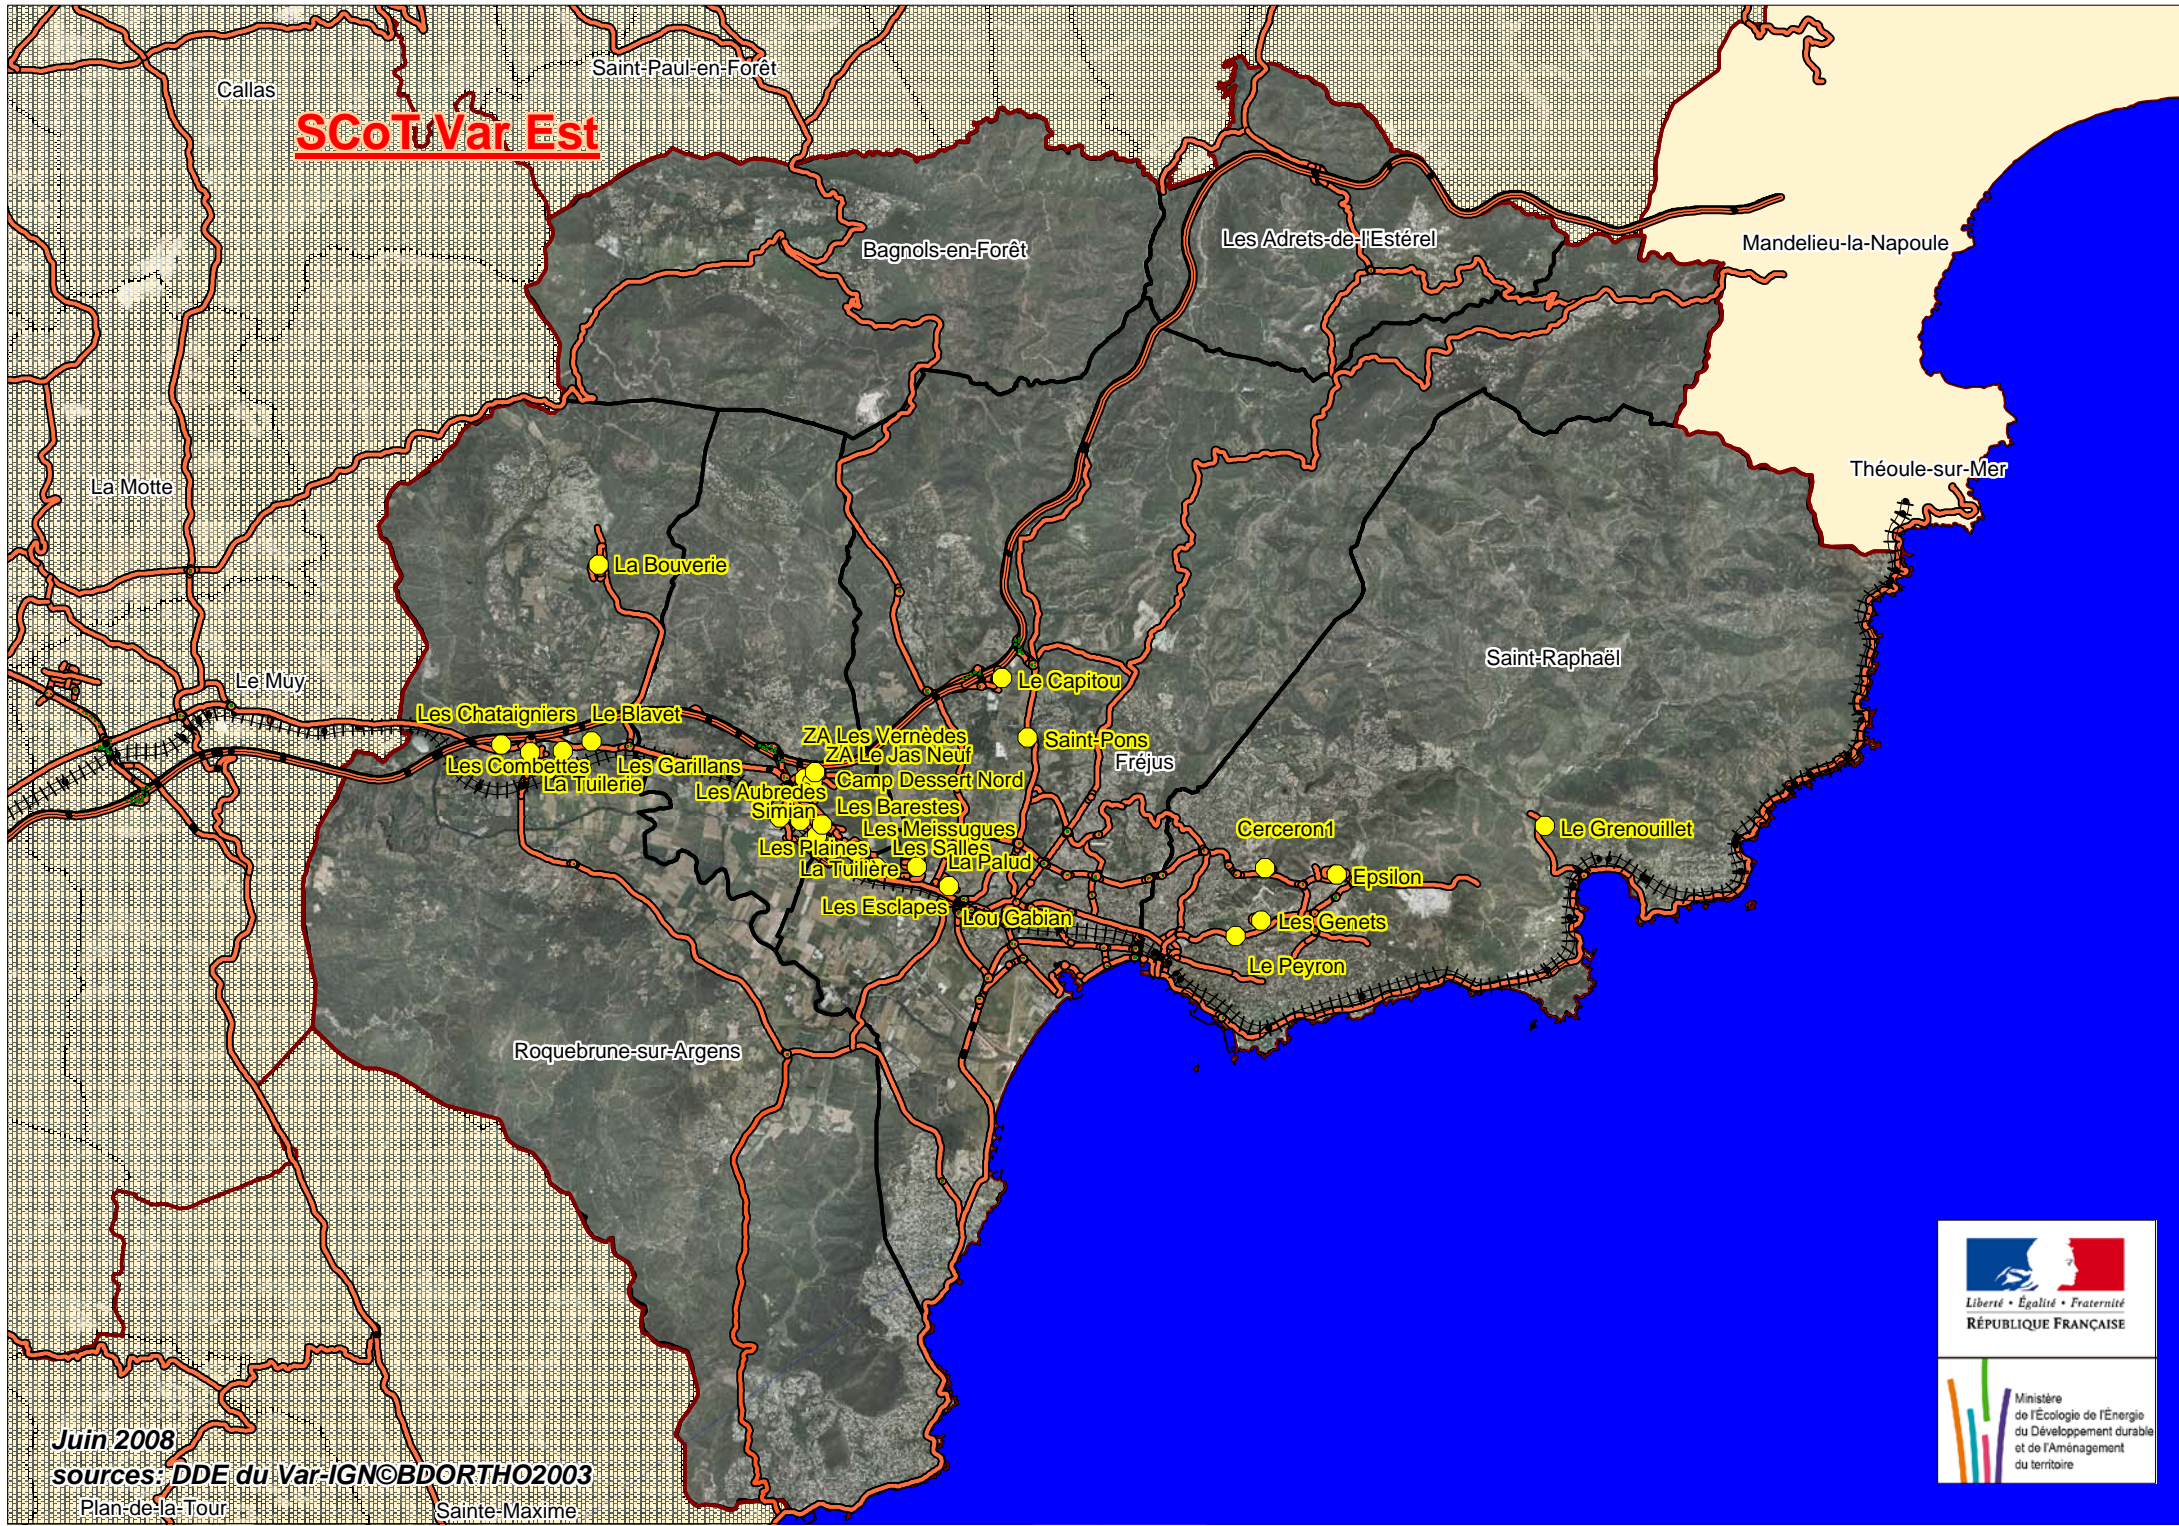 Saint-Paul-en-Forêt
Callas
SCoT Var Est
Bagnols-en-Forêt
Les Adrets-de-l'Estérel
Mandelieu-la-Napoule
La Motte
Théoule-sur-Mer
La Bouverie
Saint-Raphaël
Le Muy
Le Capitou
Les Chataigniers
Le Blavet
ZA Les Vernèdes
Saint-Pons
ZA Le Jas Neuf
Fréjus
Les Combettes
Les Garillans
La Tuilerie
Camp Dessert Nord
Les Aubredes
Simian
Les Barestes
Les Meissugues
Cerceron1
Le Grenouillet
Les Plaines
Les Salles
La Palud
La Tuilière
Epsilon
Les Esclapes
Lou Gabian
Les Genets
Le Peyron
Roquebrune-sur-Argens
Liberté • Égalité • Fraternité
RÉPUBLIQUE FRANÇAISE
Ministère
de l'Écologie de l'Énergie
du Développement durable
et de l'Aménagement
du territoire
Juin 2008
sources: DDE du Var-IGN©BDORTHO2003
Plan-de-la-Tour
Sainte-Maxime